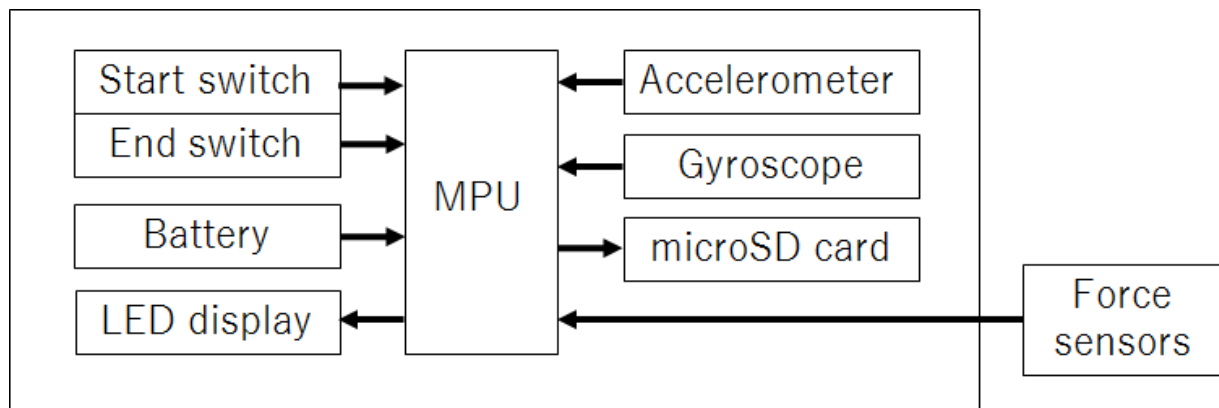 Start switch
End switch
Battery
LED display
MPU
Accelerometer
Gyroscope
microSD card
Force
sensors